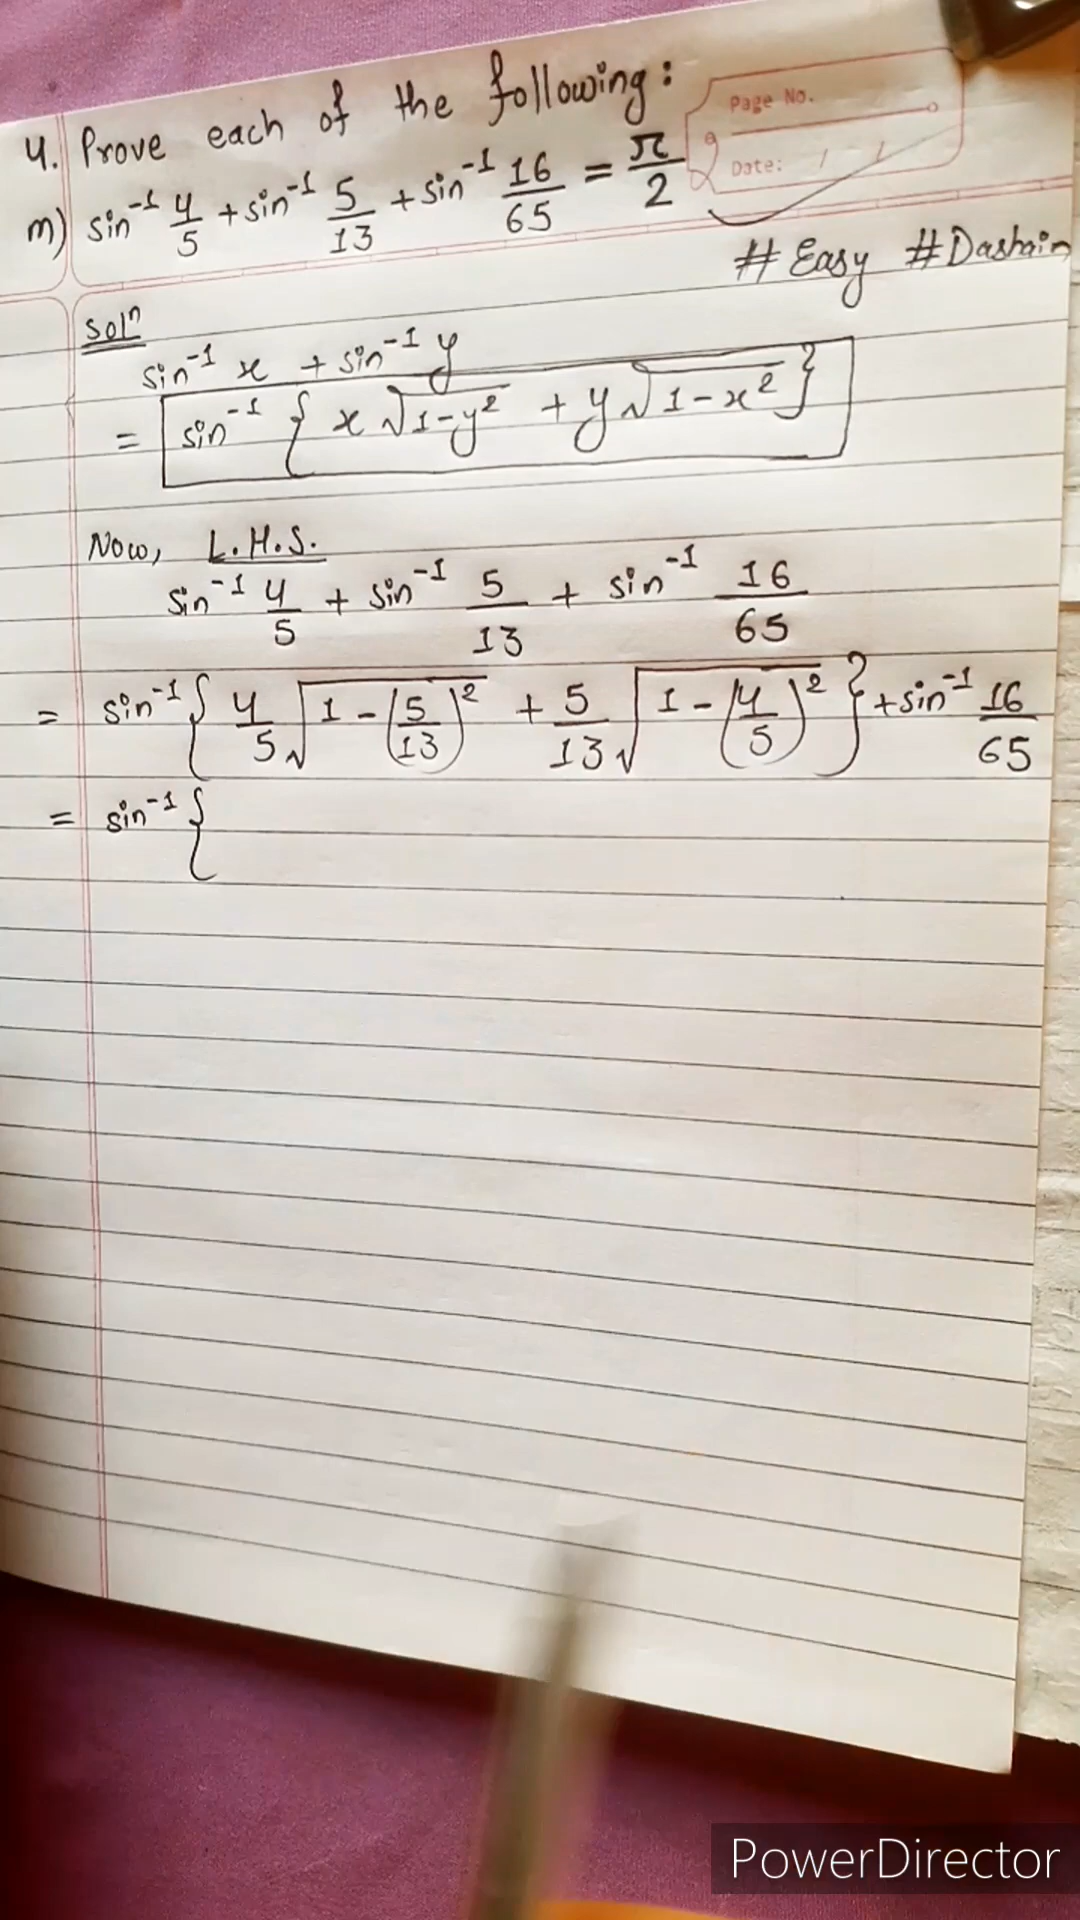 4. Prove each of the following:
Page No.
Date: / /
m) sin⁻¹ 4/5 + sin⁻¹ 5/13 + sin⁻¹ 16/65 = π/2
# Easy # Dashain
Solⁿ
sin⁻¹ x + sin⁻¹ y
= sin⁻¹ { x √(1-y²) + y √(1-x²) }
Now, L.H.S.
sin⁻¹ 4/5 + sin⁻¹ 5/13 + sin⁻¹ 16/65
= sin⁻¹ { 4/5 √(1-(5/13)²) + 5/13 √(1-(4/5)²) } + sin⁻¹ 16/65
= sin⁻¹ {
PowerDirector